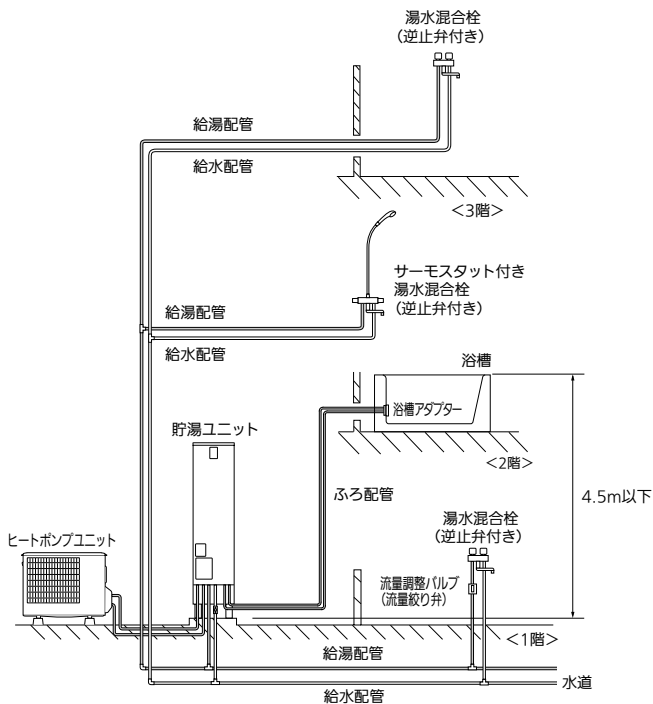 湯水混合栓
（逆止弁付き）
給湯配管
給水配管
<3階>
サーモスタット付き
湯水混合栓
（逆止弁付き）
給湯配管
給水配管
浴槽
浴槽アダプター
貯湯ユニット
<2階>
ふろ配管
4.5m以下
湯水混合栓
（逆止弁付き）
ヒートポンプユニット
流量調整バルブ
（流量絞り弁）
<1階>
給湯配管
水道
給水配管